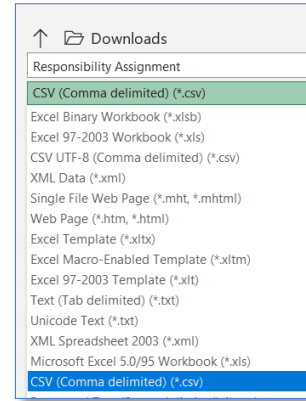 Downloads
Responsibility Assignment
CSV (Comma delimited) (*.csv)
Excel Binary Workbook (*.xlsb)
Excel 97-2003 Workbook (*.xls)
CSV UTF-8 (Comma delimited) (*.csv)
XML Data (*.xml)
Single File Web Page (*.mht, *.mhtml)
Web Page (*.htm, *.html)
Excel Template (*.xltx)
Excel Macro-Enabled Template (*.xltm)
Excel 97-2003 Template (*.xlt)
Text (Tab delimited) (*.txt)
Unicode Text (*.txt)
XML Spreadsheet 2003 (*.xml)
Microsoft Excel 5.0/95 Workbook (*.xls)
CSV (Comma delimited) (*.csv)